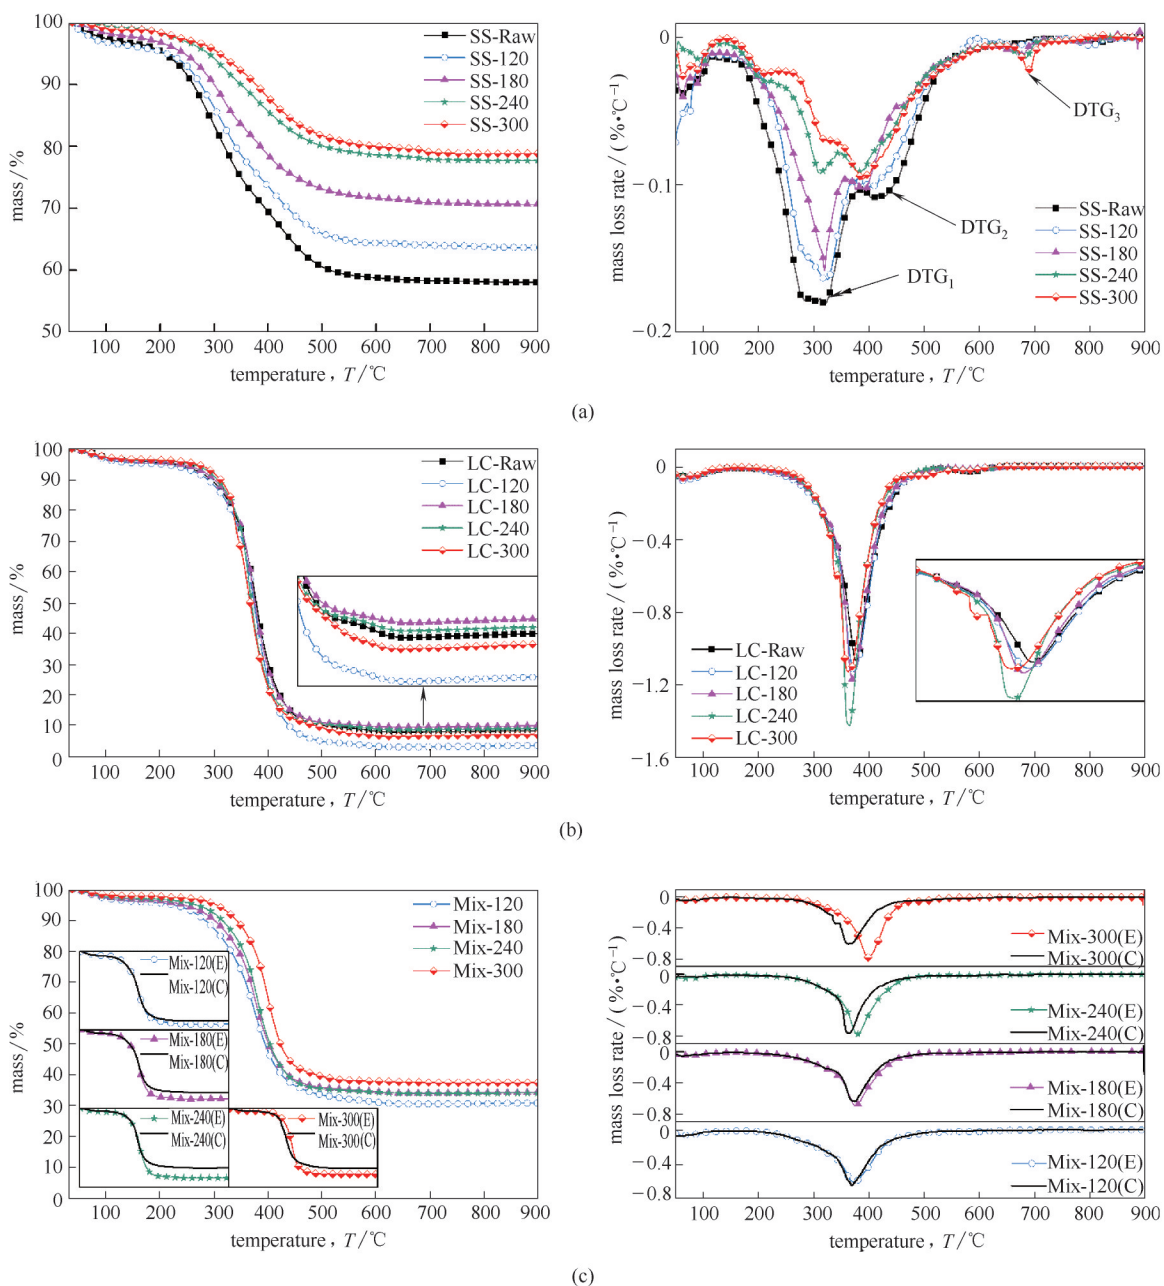 100
90
80
70
60
50
mass/%
SS-Raw
SS-120
SS-180
SS-240
SS-300
100 200 300 400 500 600 700 800 900
temperature, T/℃
0
−0.1
−0.2
mass loss rate/(%·℃⁻¹)
DTG₃
DTG₂
DTG₁
SS-Raw
SS-120
SS-180
SS-240
SS-300
100 200 300 400 500 600 700 800 900
temperature, T/℃
(a)
100
90
80
70
60
50
40
30
20
10
0
mass/%
LC-Raw
LC-120
LC-180
LC-240
LC-300
100 200 300 400 500 600 700 800 900
temperature, T/℃
0
−0.4
−0.8
−1.2
−1.6
mass loss rate/(%·℃⁻¹)
LC-Raw
LC-120
LC-180
LC-240
LC-300
100 200 300 400 500 600 700 800 900
temperature, T/℃
(b)
100
90
80
70
60
50
40
30
20
10
0
mass/%
Mix-120
Mix-180
Mix-240
Mix-300
Mix-120(E)
Mix-120(C)
Mix-180(E)
Mix-180(C)
Mix-240(E)
Mix-240(C)
Mix-300(E)
Mix-300(C)
100 200 300 400 500 600 700 800 900
temperature, T/℃
mass loss rate/(%·℃⁻¹)
0
−0.4
−0.8
Mix-300(E)
Mix-300(C)
0
−0.4
−0.8
Mix-240(E)
Mix-240(C)
0
−0.4
−0.8
Mix-180(E)
Mix-180(C)
0
−0.4
−0.8
Mix-120(E)
Mix-120(C)
100 200 300 400 500 600 700 800 900
temperature, T/℃
(c)